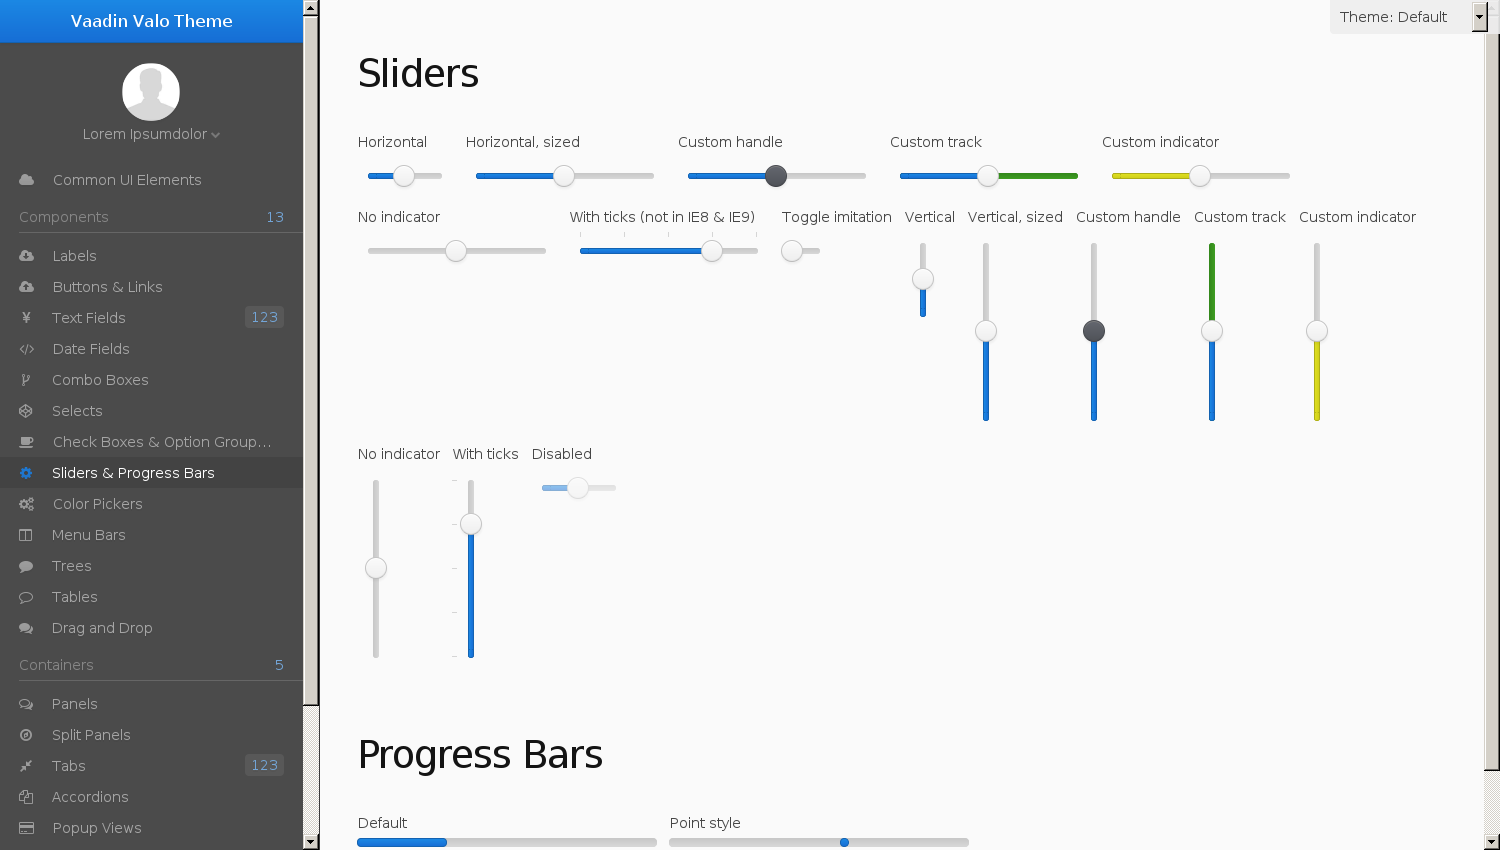 Vaadin Valo Theme
Lorem Ipsumdolor
Common UI Elements
Components 13
Labels
Buttons & Links
Text Fields 123
Date Fields
Combo Boxes
Selects
Check Boxes & Option Group...
Sliders & Progress Bars
Color Pickers
Menu Bars
Trees
Tables
Drag and Drop
Containers 5
Panels
Split Panels
Tabs 123
Accordions
Popup Views
Theme: Default
Sliders
Horizontal Horizontal, sized Custom handle Custom track Custom indicator
No indicator With ticks (not in IE8 & IE9) Toggle imitation Vertical Vertical, sized Custom handle Custom track Custom indicator
No indicator With ticks Disabled
Progress Bars
Default Point style